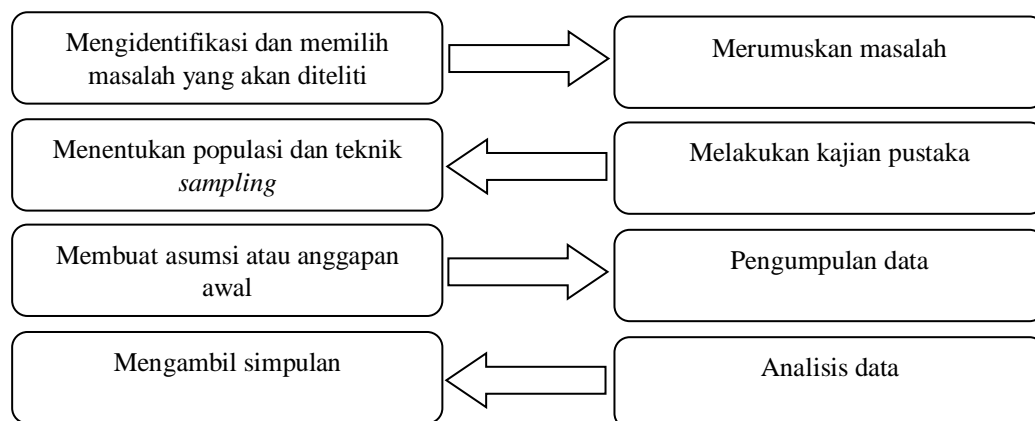 Mengidentifikasi dan memilih
masalah yang akan diteliti
Merumuskan masalah
Melakukan kajian pustaka
Menentukan populasi dan teknik
sampling
Membuat asumsi atau anggapan
awal
Pengumpulan data
Analisis data
Mengambil simpulan